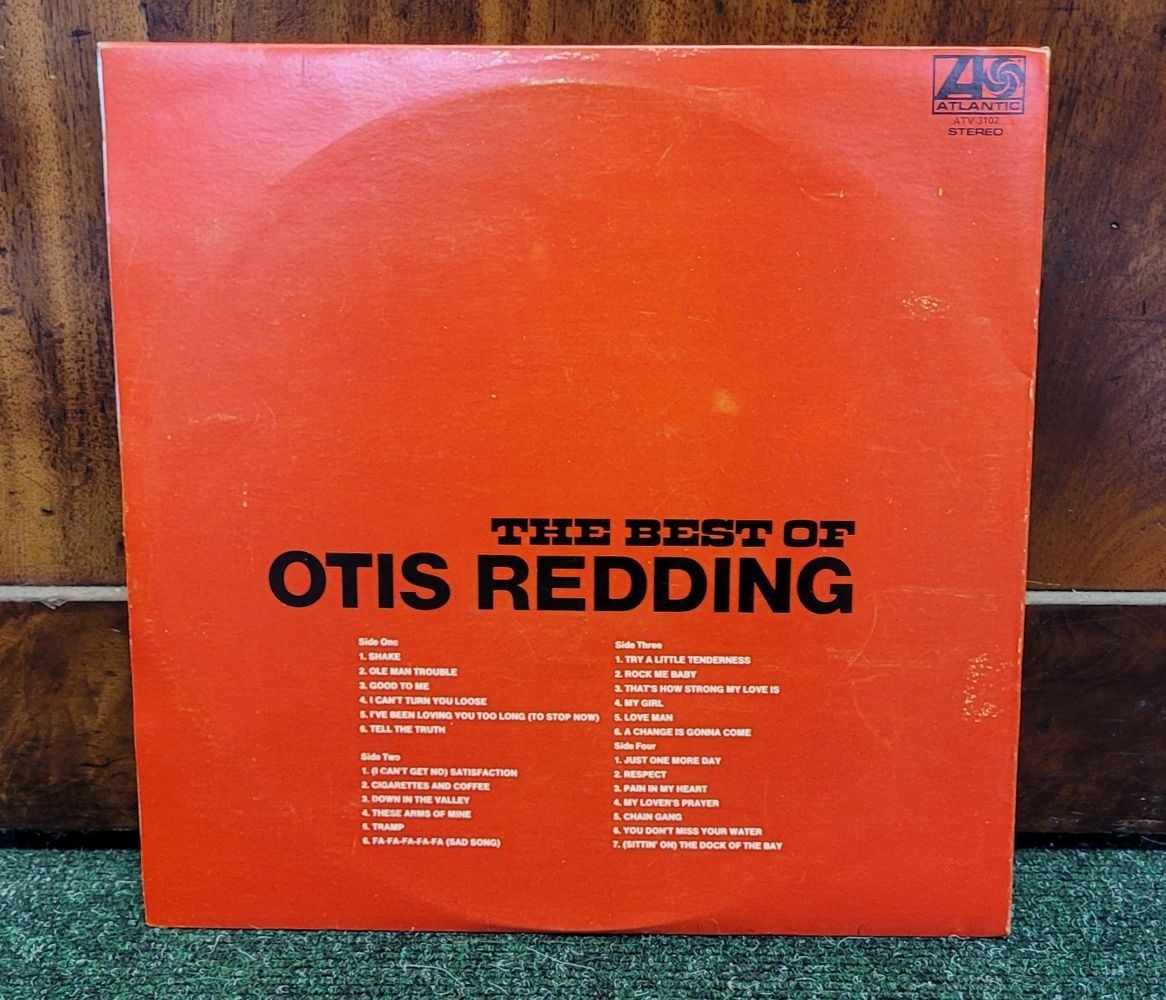 ATLANTIC
ATV 3102
STEREO
THE BEST OF
OTIS REDDING
Side One
1. SHAKE
2. OLE MAN TROUBLE
3. GOOD TO ME
4. I CAN'T TURN YOU LOOSE
5. I'VE BEEN LOVING YOU TOO LONG (TO STOP NOW)
6. TELL THE TRUTH
Side Two
1. (I CAN'T GET NO) SATISFACTION
2. CIGARETTES AND COFFEE
3. DOWN IN THE VALLEY
4. THESE ARMS OF MINE
5. TRAMP
6. FA-FA-FA-FA-FA (SAD SONG)
Side Three
1. TRY A LITTLE TENDERNESS
2. ROCK ME BABY
3. THAT'S HOW STRONG MY LOVE IS
4. MY GIRL
5. LOVE MAN
6. A CHANGE IS GONNA COME
Side Four
1. JUST ONE MORE DAY
2. RESPECT
3. PAIN IN MY HEART
4. MY LOVER'S PRAYER
5. CHAIN GANG
6. YOU DON'T MISS YOUR WATER
7. (SITTIN' ON) THE DOCK OF THE BAY